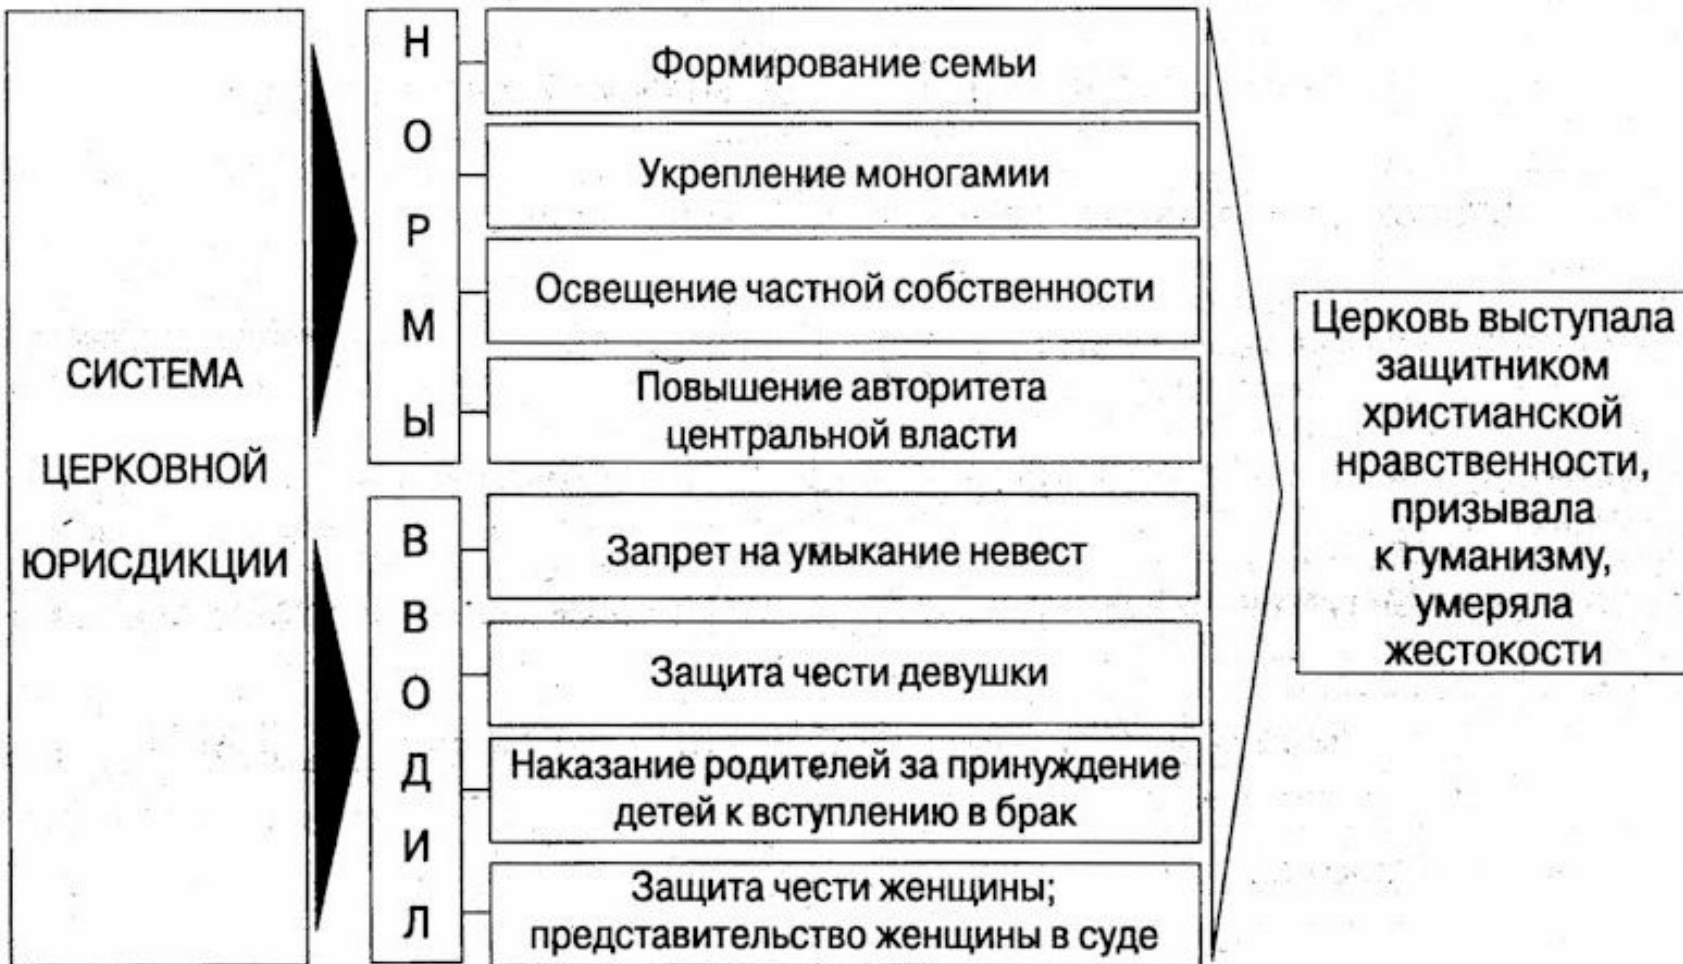 СИСТЕМА
ЦЕРКОВНОЙ
ЮРИСДИКЦИИ
НОРМЫ
Формирование семьи
Укрепление моногамии
Освещение частной собственности
Повышение авторитета
центральной власти
ВВОДИЛ
Запрет на умыкание невест
Защита чести девушки
Наказание родителей за принуждение
детей к вступлению в брак
Защита чести женщины;
представительство женщины в суде
Церковь выступала
защитником
христианской
нравственности,
призывала
к гуманизму,
умеряла
жестокости